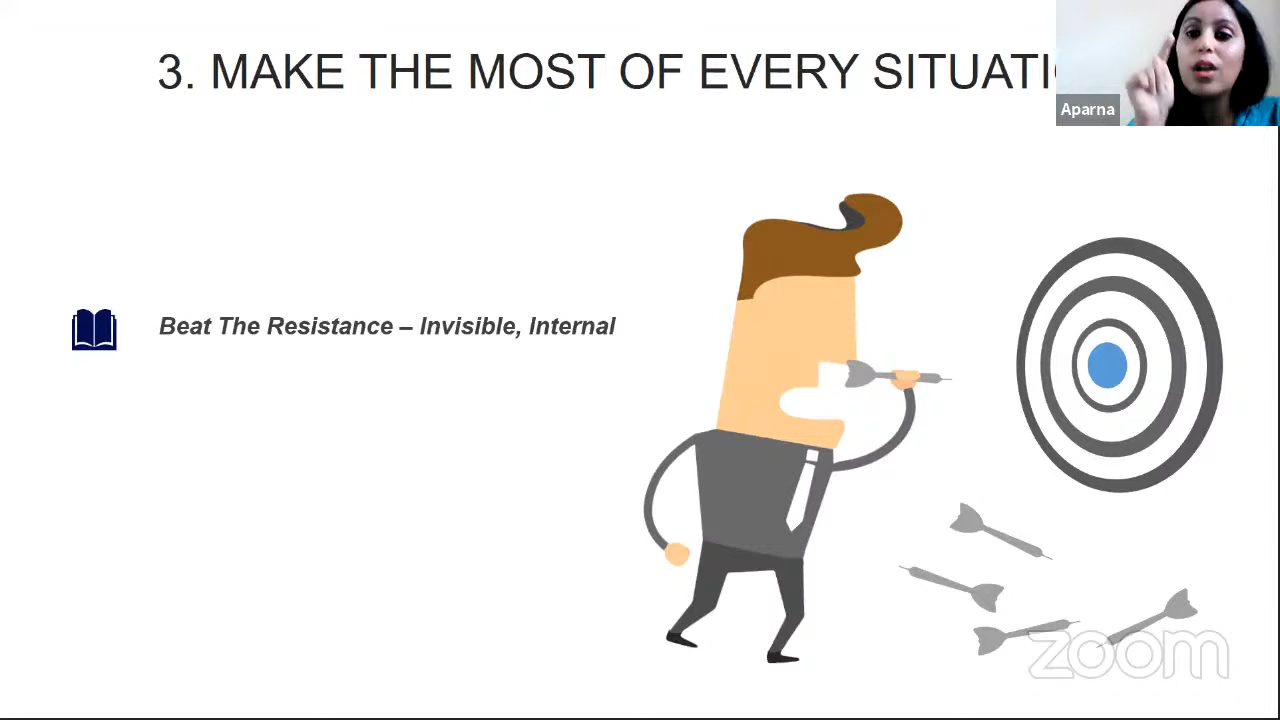 3. MAKE THE MOST OF EVERY SITUATI
Aparna
Beat The Resistance – Invisible, Internal
zoom